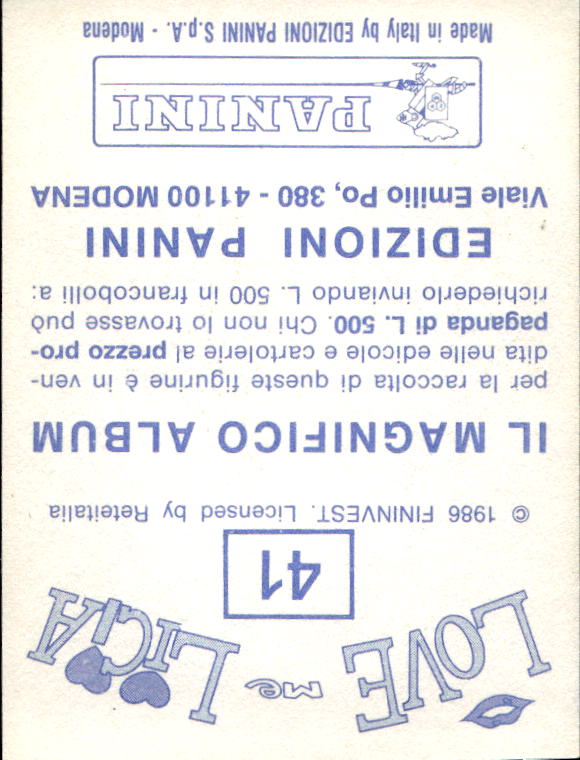 LOVE me LICIA
41
© 1986 FININVEST. Licensed by Reteitalia
IL MAGNIFICO ALBUM
per la raccolta di queste figurine è in ven-
dita nelle edicole e cartolerie al prezzo pro-
paganda di L. 500. Chi non lo trovasse può
richiederlo inviando L. 500 in francobolli a:
EDIZIONI PANINI
Viale Emilio Po, 380 - 41100 MODENA
PANINI
Made in Italy by EDIZIONI PANINI S.p.A. - Modena